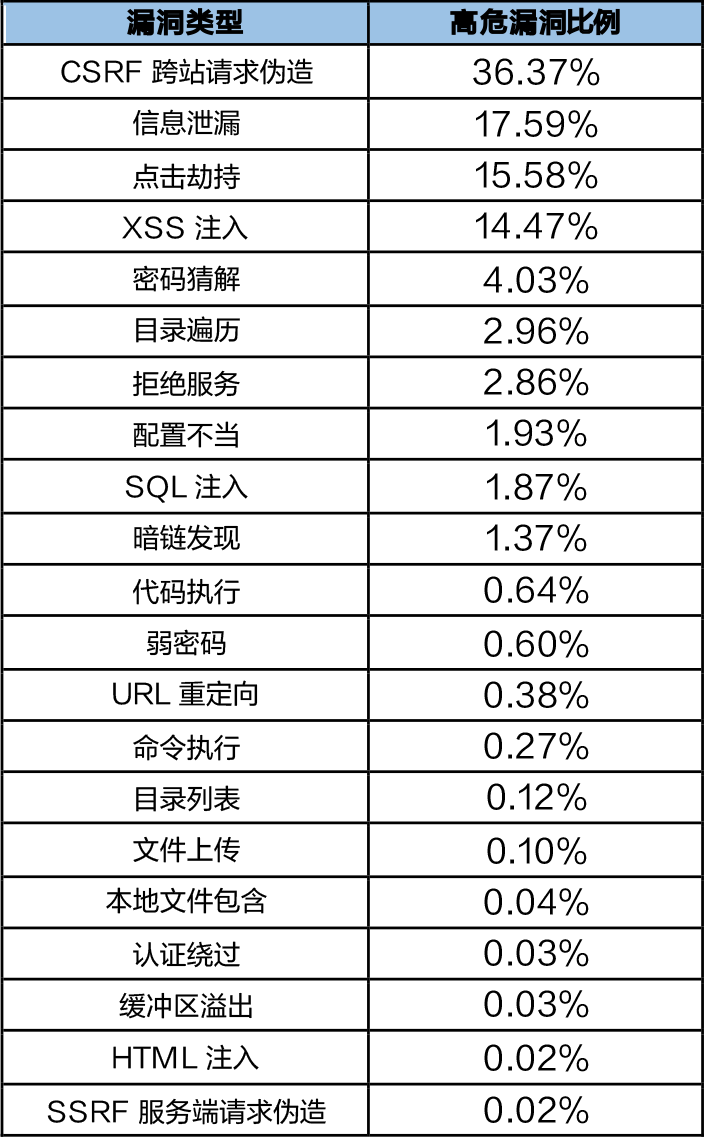 漏洞类型 高危漏洞比例
CSRF 跨站请求伪造 36.37%
信息泄漏 17.59%
点击劫持 15.58%
XSS 注入 14.47%
密码猜解 4.03%
目录遍历 2.96%
拒绝服务 2.86%
配置不当 1.93%
SQL 注入 1.87%
暗链发现 1.37%
代码执行 0.64%
弱密码 0.60%
URL 重定向 0.38%
命令执行 0.27%
目录列表 0.12%
文件上传 0.10%
本地文件包含 0.04%
认证绕过 0.03%
缓冲区溢出 0.03%
HTML 注入 0.02%
SSRF 服务端请求伪造 0.02%